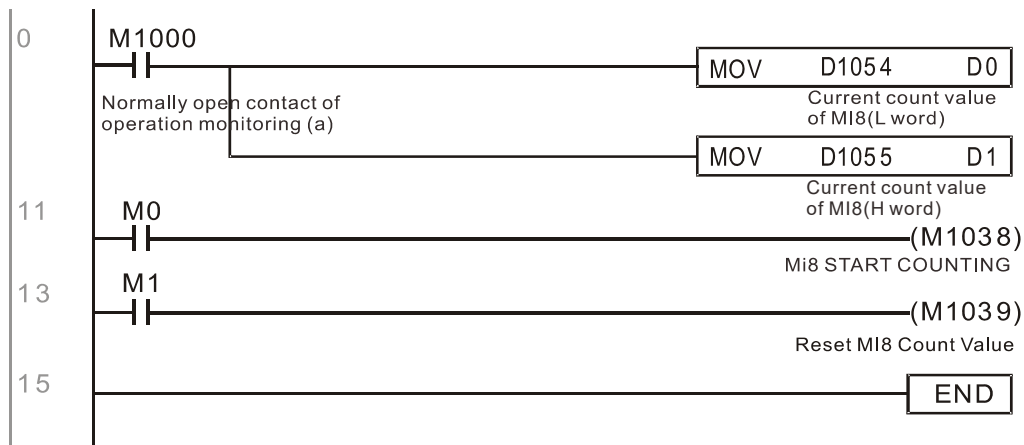 0
M1000
MOV D1054 D0
Normally open contact of
operation monitoring (a)
Current count value
of MI8(L word)
MOV D1055 D1
Current count value
of MI8(H word)
11
M0
(M1038)
Mi8 START COUNTING
13
M1
(M1039)
Reset MI8 Count Value
15
END